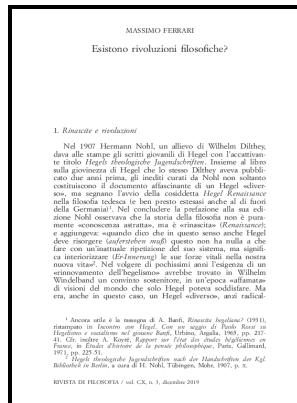 MASSIMO FERRARI
Esistono rivoluzioni filosofiche?
1. Rinascite e rivoluzioni
Nel 1907 Hermann Nohl, un allievo di Wilhelm Dilthey,
dava alle stampe gli scritti giovanili di Hegel con l'accattivan-
te titolo Hegels theologische Jugendschriften. Insieme al libro
sulla giovinezza di Hegel che lo stesso Dilthey aveva pubbli-
cato due anni prima, gli inediti curati da Nohl non soltanto
costituiscono il documento affascinante di un Hegel «diver-
so», ma segnano l'avvio della cosiddetta Hegel Renaissance
nella filosofia tedesca (e ben presto estesasi anche al di fuori
della Germania)¹. Nel concludere la prefazione alla sua edi-
zione Nohl osservava che la storia della filosofia non è pura-
mente «conoscenza astratta», ma è «rinascita» (Renaissance);
e aggiungeva: «quando dico che in questo senso anche Hegel
deve risorgere (auferstehen muß) questo non ha nulla a che
fare con un'inattuale ripetizione del suo sistema, ma signi-
fica interiorizzare (Er-Innerung) le sue forze vitali nella nostra
nuova vita»². Nel volgere di pochissimi anni l'esigenza di un
«rinnovamento dell'hegelismo» avrebbe trovato in Wilhelm
Windelband un convinto sostenitore, in un'epoca «affamata»
di visioni del mondo che solo Hegel poteva soddisfare. Ma
era, anche in questo caso, un Hegel «diverso», anzi radical-
¹ Ancora utile è la rassegna di A. Banfi, Rinascita hegeliana? (1931),
ristampato in Incontro con Hegel. Con un saggio di Paolo Rossi su
Hegelismo e socialismo nel giovane Banfi, Urbino, Argalìa, 1965, pp. 237-
41. Cfr. inoltre A. Koyré, Rapport sur l'état des études hégéliennes en
France, in Études d'histoire de la pensée philosophique, Paris, Gallimard,
1971, pp. 225-51.
² Hegels theologische Jugendschriften nach der Handschriften der Kgl.
Bibliothek in Berlin, a cura di H. Nohl, Tübingen, Mohr, 1907, p. V.
RIVISTA DI FILOSOFIA / vol. CX, n. 3, dicembre 2019